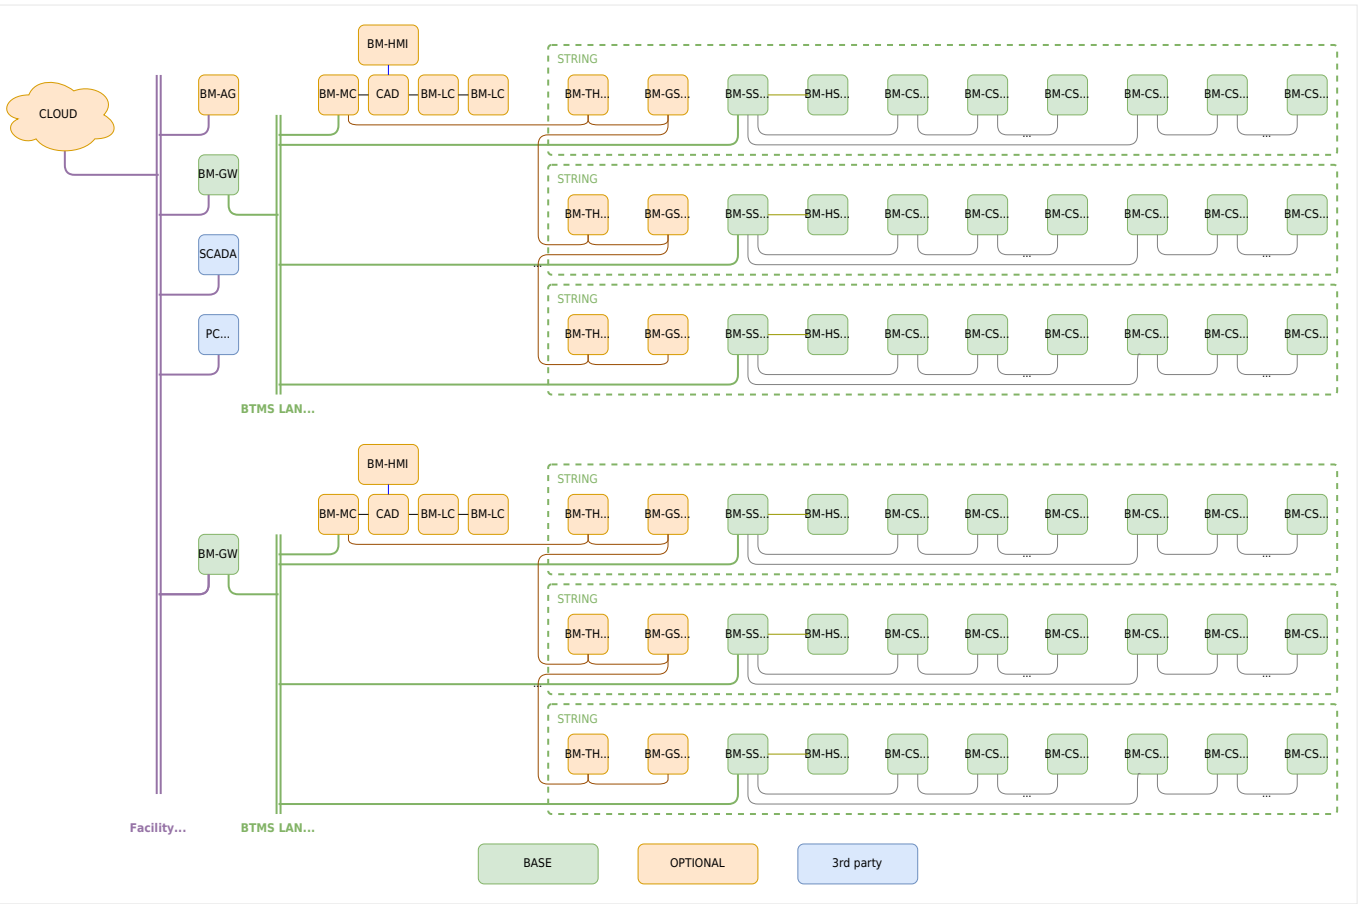 BM-HMI
STRING
CLOUD
BM-AG
BM-MC
CAD
BM-LC
BM-LC
BM-TH...
BM-GS...
BM-SS...
BM-HS...
BM-CS...
BM-CS...
BM-CS...
BM-CS...
BM-CS...
BM-CS...
...
...
BM-GW
STRING
BM-TH...
BM-GS...
BM-SS...
BM-HS...
BM-CS...
BM-CS...
BM-CS...
BM-CS...
BM-CS...
BM-CS...
SCADA
...
...
...
STRING
PC...
BM-TH...
BM-GS...
BM-SS...
BM-HS...
BM-CS...
BM-CS...
BM-CS...
BM-CS...
BM-CS...
BM-CS...
...
...
BTMS LAN...
BM-HMI
STRING
BM-MC
CAD
BM-LC
BM-LC
BM-TH...
BM-GS...
BM-SS...
BM-HS...
BM-CS...
BM-CS...
BM-CS...
BM-CS...
BM-CS...
BM-CS...
BM-GW
...
...
STRING
BM-TH...
BM-GS...
BM-SS...
BM-HS...
BM-CS...
BM-CS...
BM-CS...
BM-CS...
BM-CS...
BM-CS...
...
...
...
STRING
BM-TH...
BM-GS...
BM-SS...
BM-HS...
BM-CS...
BM-CS...
BM-CS...
BM-CS...
BM-CS...
BM-CS...
...
...
Facility...
BTMS LAN...
BASE
OPTIONAL
3rd party